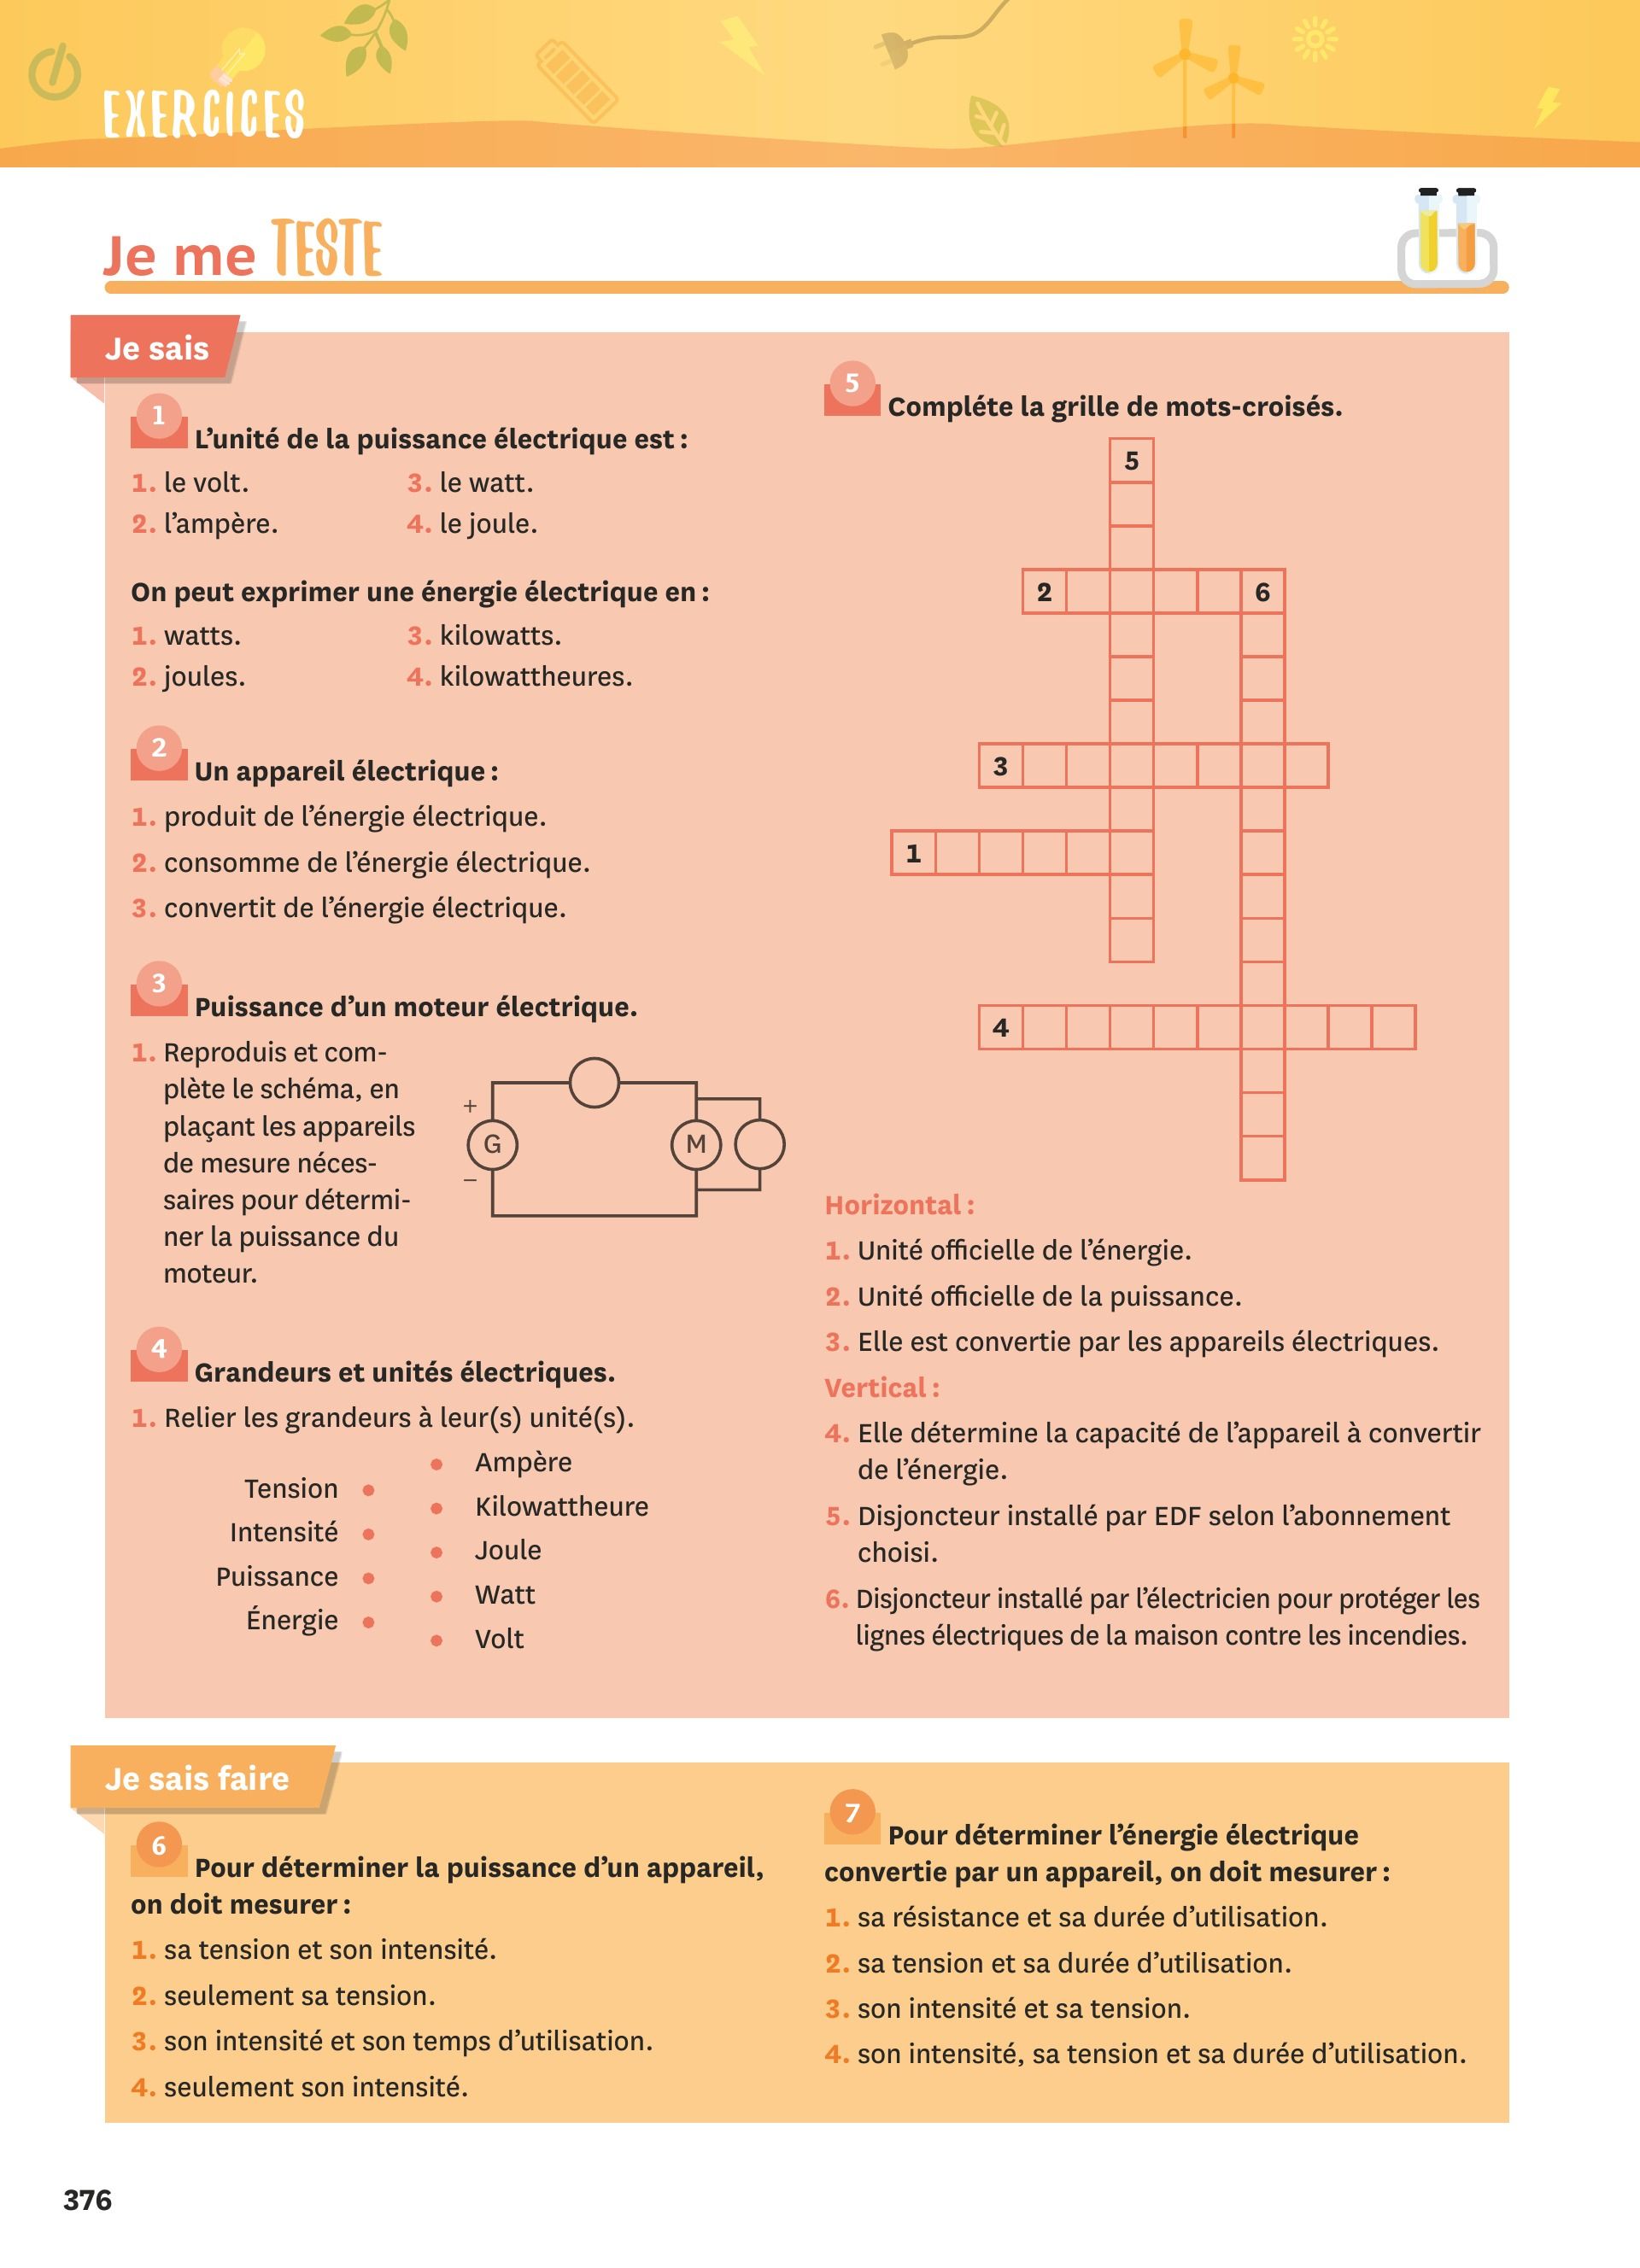 EXERCICES
Je me TESTE
Je sais
1
L’unité de la puissance électrique est :
1. le volt.
3. le watt.
2. l’ampère.
4. le joule.
On peut exprimer une énergie électrique en :
1. watts.
3. kilowatts.
2. joules.
4. kilowattheures.
2
Un appareil électrique :
1. produit de l’énergie électrique.
2. consomme de l’énergie électrique.
3. convertit de l’énergie électrique.
3
Puissance d’un moteur électrique.
1. Reproduis et com-
plète le schéma, en
plaçant les appareils
de mesure néces-
saires pour détermi-
ner la puissance du
moteur.
+
G
–
M
4
Grandeurs et unités électriques.
1. Relier les grandeurs à leur(s) unité(s).
Tension
Intensité
Puissance
Énergie
Ampère
Kilowattheure
Joule
Watt
Volt
5
Compléte la grille de mots-croisés.
5
2
6
3
1
4
Horizontal :
1. Unité officielle de l’énergie.
2. Unité officielle de la puissance.
3. Elle est convertie par les appareils électriques.
Vertical :
4. Elle détermine la capacité de l’appareil à convertir
de l’énergie.
5. Disjoncteur installé par EDF selon l’abonnement
choisi.
6. Disjoncteur installé par l’électricien pour protéger les
lignes électriques de la maison contre les incendies.
Je sais faire
6
Pour déterminer la puissance d’un appareil,
on doit mesurer :
1. sa tension et son intensité.
2. seulement sa tension.
3. son intensité et son temps d’utilisation.
4. seulement son intensité.
7
Pour déterminer l’énergie électrique
convertie par un appareil, on doit mesurer :
1. sa résistance et sa durée d’utilisation.
2. sa tension et sa durée d’utilisation.
3. son intensité et sa tension.
4. son intensité, sa tension et sa durée d’utilisation.
376